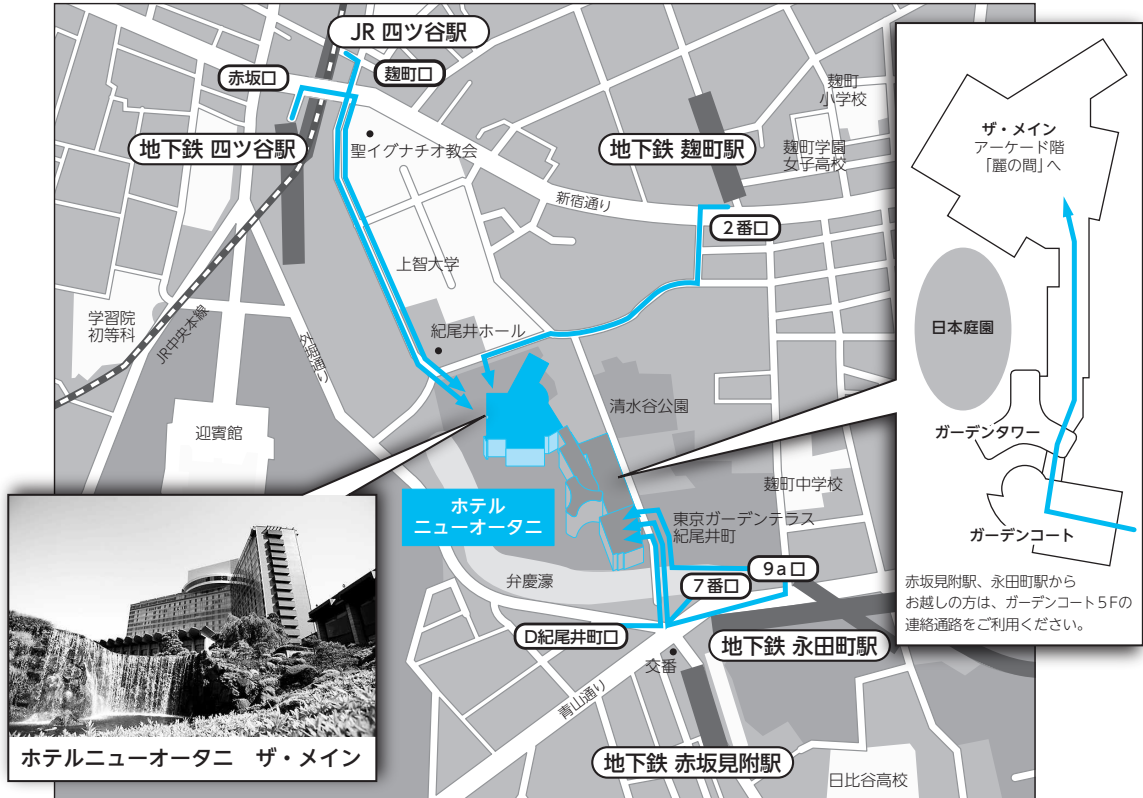 JR 四ツ谷駅
赤坂口
麹町口
地下鉄 四ツ谷駅
聖イグナチオ教会
地下鉄 麹町駅
麹町
小学校
麹町学園
女子高校
新宿通り
2番口
上智大学
学習院
初等科
JR中央本線
外堀通り
紀尾井ホール
清水谷公園
迎賓館
ホテル
ニューオータニ
麹町中学校
東京ガーデンテラス
紀尾井町
弁慶濠
7番口
9a口
D紀尾井町口
地下鉄 永田町駅
交番
青山通り
地下鉄 赤坂見附駅
日比谷高校
ホテルニューオータニ ザ・メイン
ザ・メイン
アーケード階
「麗の間」へ
日本庭園
ガーデンタワー
ガーデンコート
赤坂見附駅、永田町駅から
お越しの方は、ガーデンコート5Fの
連絡通路をご利用ください。